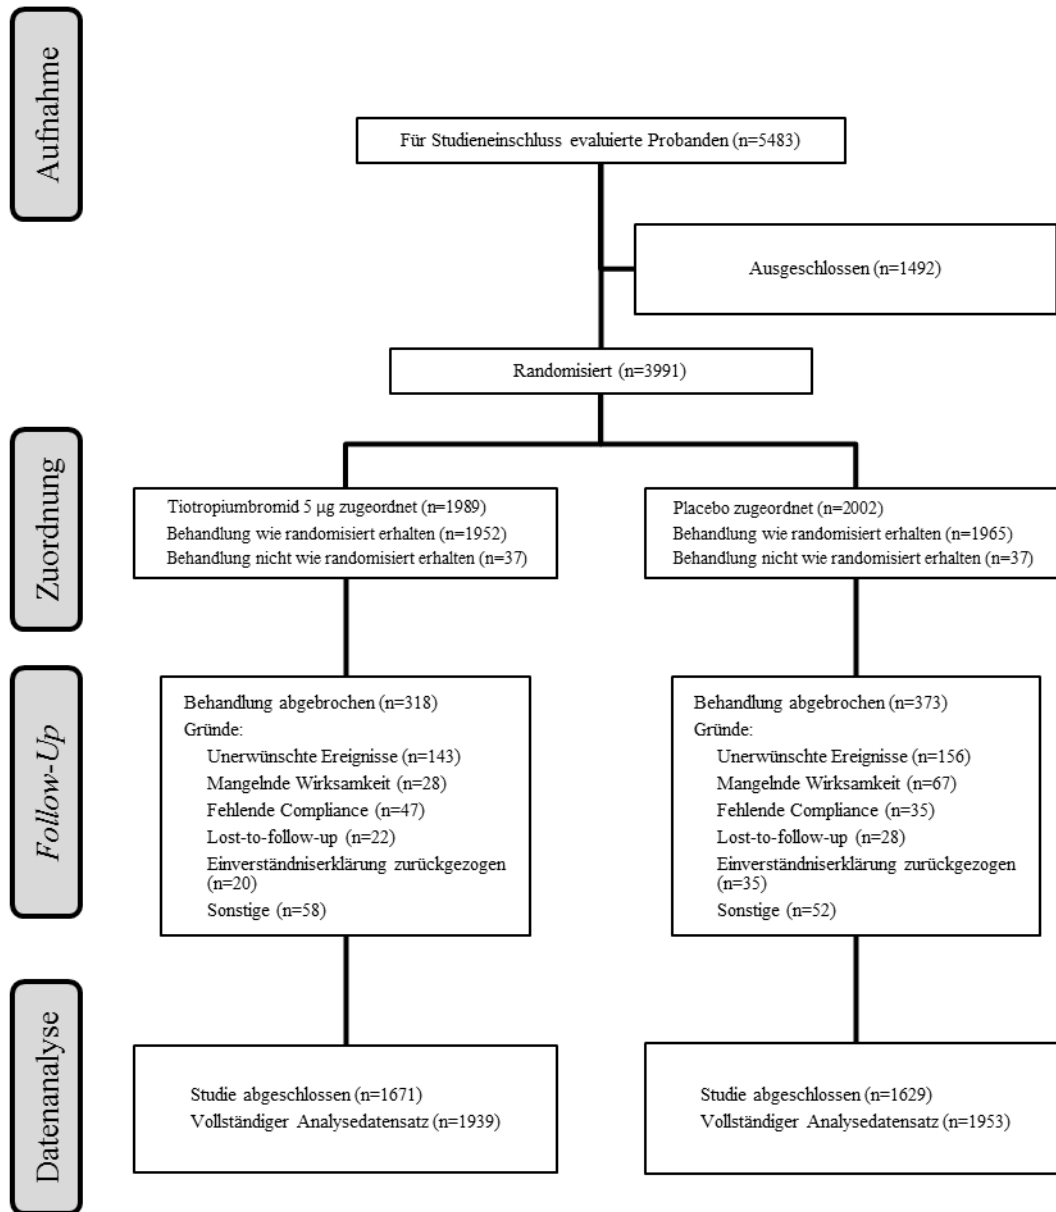 Aufnahme
Für Studieneinschluss evaluierte Probanden (n=5483)
Ausgeschlossen (n=1492)
Randomisiert (n=3991)
Zuordnung
Tiotropiumbromid 5 µg zugeordnet (n=1989)
Behandlung wie randomisiert erhalten (n=1952)
Behandlung nicht wie randomisiert erhalten (n=37)
Placebo zugeordnet (n=2002)
Behandlung wie randomisiert erhalten (n=1965)
Behandlung nicht wie randomisiert erhalten (n=37)
Follow-Up
Behandlung abgebrochen (n=318)
Gründe:
Unerwünschte Ereignisse (n=143)
Mangelnde Wirksamkeit (n=28)
Fehlende Compliance (n=47)
Lost-to-follow-up (n=22)
Einverständniserklärung zurückgezogen
(n=20)
Sonstige (n=58)
Behandlung abgebrochen (n=373)
Gründe:
Unerwünschte Ereignisse (n=156)
Mangelnde Wirksamkeit (n=67)
Fehlende Compliance (n=35)
Lost-to-follow-up (n=28)
Einverständniserklärung zurückgezogen
(n=35)
Sonstige (n=52)
Datenanalyse
Studie abgeschlossen (n=1671)
Vollständiger Analysedatensatz (n=1939)
Studie abgeschlossen (n=1629)
Vollständiger Analysedatensatz (n=1953)